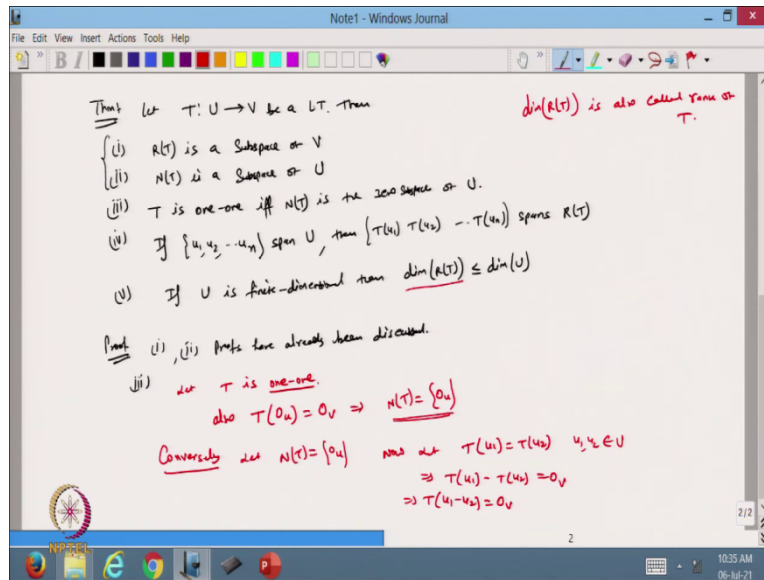 Note1 - Windows Journal
File Edit View Insert Actions Tools Help
Thm: Let T: U → V be a LT. Then
dim(R(T)) is also called rank of T.
(i) R(T) is a Subspace of V
(ii) N(T) is a Subspace of U
(iii) T is one-one iff N(T) is the zero subspace of U.
(iv) If {u₁, u₂, ... uₙ} span U, then {T(u₁) T(u₂) --- T(uₙ)} spans R(T)
(v) If U is finite-dimensional then dim(R(T)) ≤ dim(U)
Proof (i), (ii) Proofs have already been discussed.
(iii) Let T is one-one.
also T(0ᵤ) = 0ᵥ ⇒ N(T) = {0ᵤ}
Conversely let N(T) = {0ᵤ} Now let T(u₁) = T(u₂) u₁, u₂ ∈ U
⇒ T(u₁) - T(u₂) = 0ᵥ
⇒ T(u₁-u₂) = 0ᵥ
NPTEL
2
2/2
10:35 AM
06-Jul-21